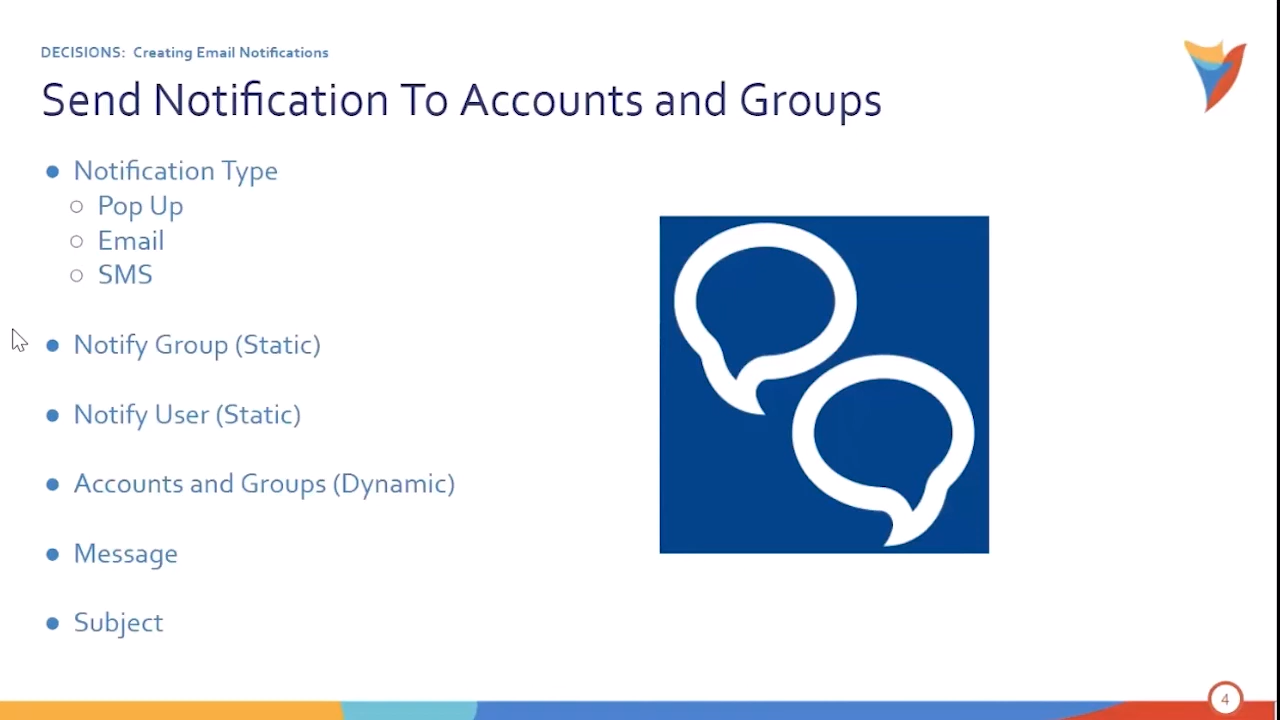 DECISIONS: Creating Email Notifications
Send Notification To Accounts and Groups
● Notification Type
○ Pop Up
○ Email
○ SMS
● Notify Group (Static)
● Notify User (Static)
● Accounts and Groups (Dynamic)
● Message
● Subject
4